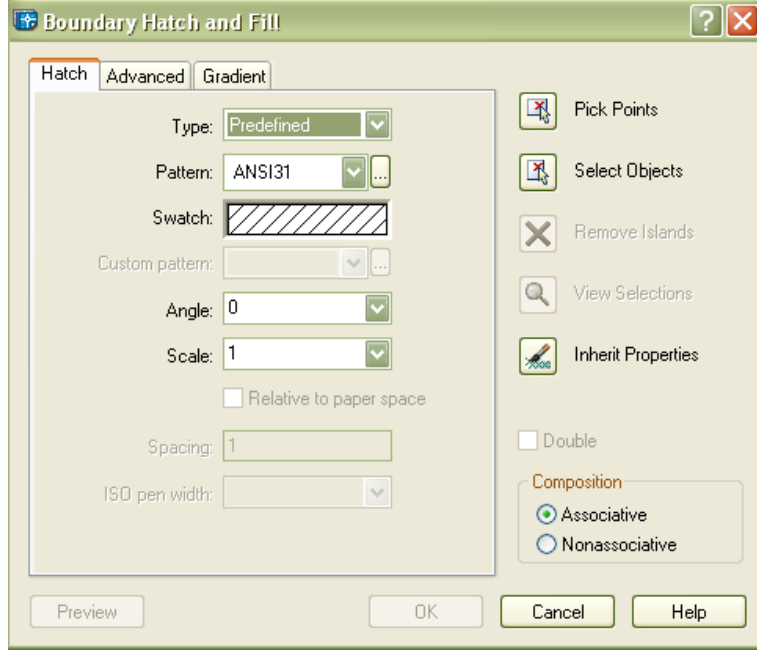 Boundary Hatch and Fill
Hatch Advanced Gradient
Type: Predefined
Pattern: ANSI31 ...
Swatch:
Custom pattern: ...
Angle: 0
Scale: 1
Relative to paper space
Spacing: 1
ISO pen width:
Pick Points
Select Objects
Remove Islands
View Selections
Inherit Properties
Double
Composition
Associative
Nonassociative
Preview OK Cancel Help